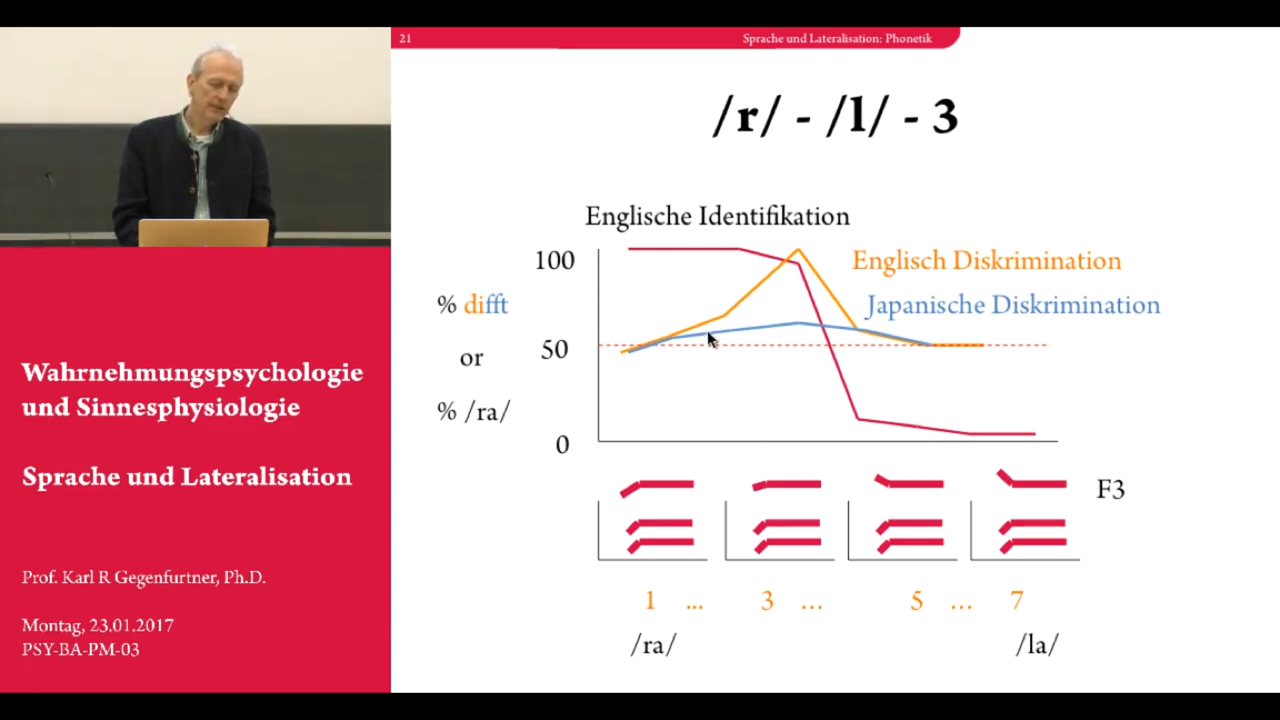 21
Sprache und Lateralisation: Phonetik
/r/ - /l/ - 3
Englische Identifikation
100
50
0
% difft
or
% /ra/
Englisch Diskrimination
Japanische Diskrimination
F3
1 ... 3 ... 5 ... 7
/ra/ /la/
Wahrnehmungspsychologie
und Sinnesphysiologie
Sprache und Lateralisation
Prof. Karl R Gegenfurtner, Ph.D.
Montag, 23.01.2017
PSY-BA-PM-03